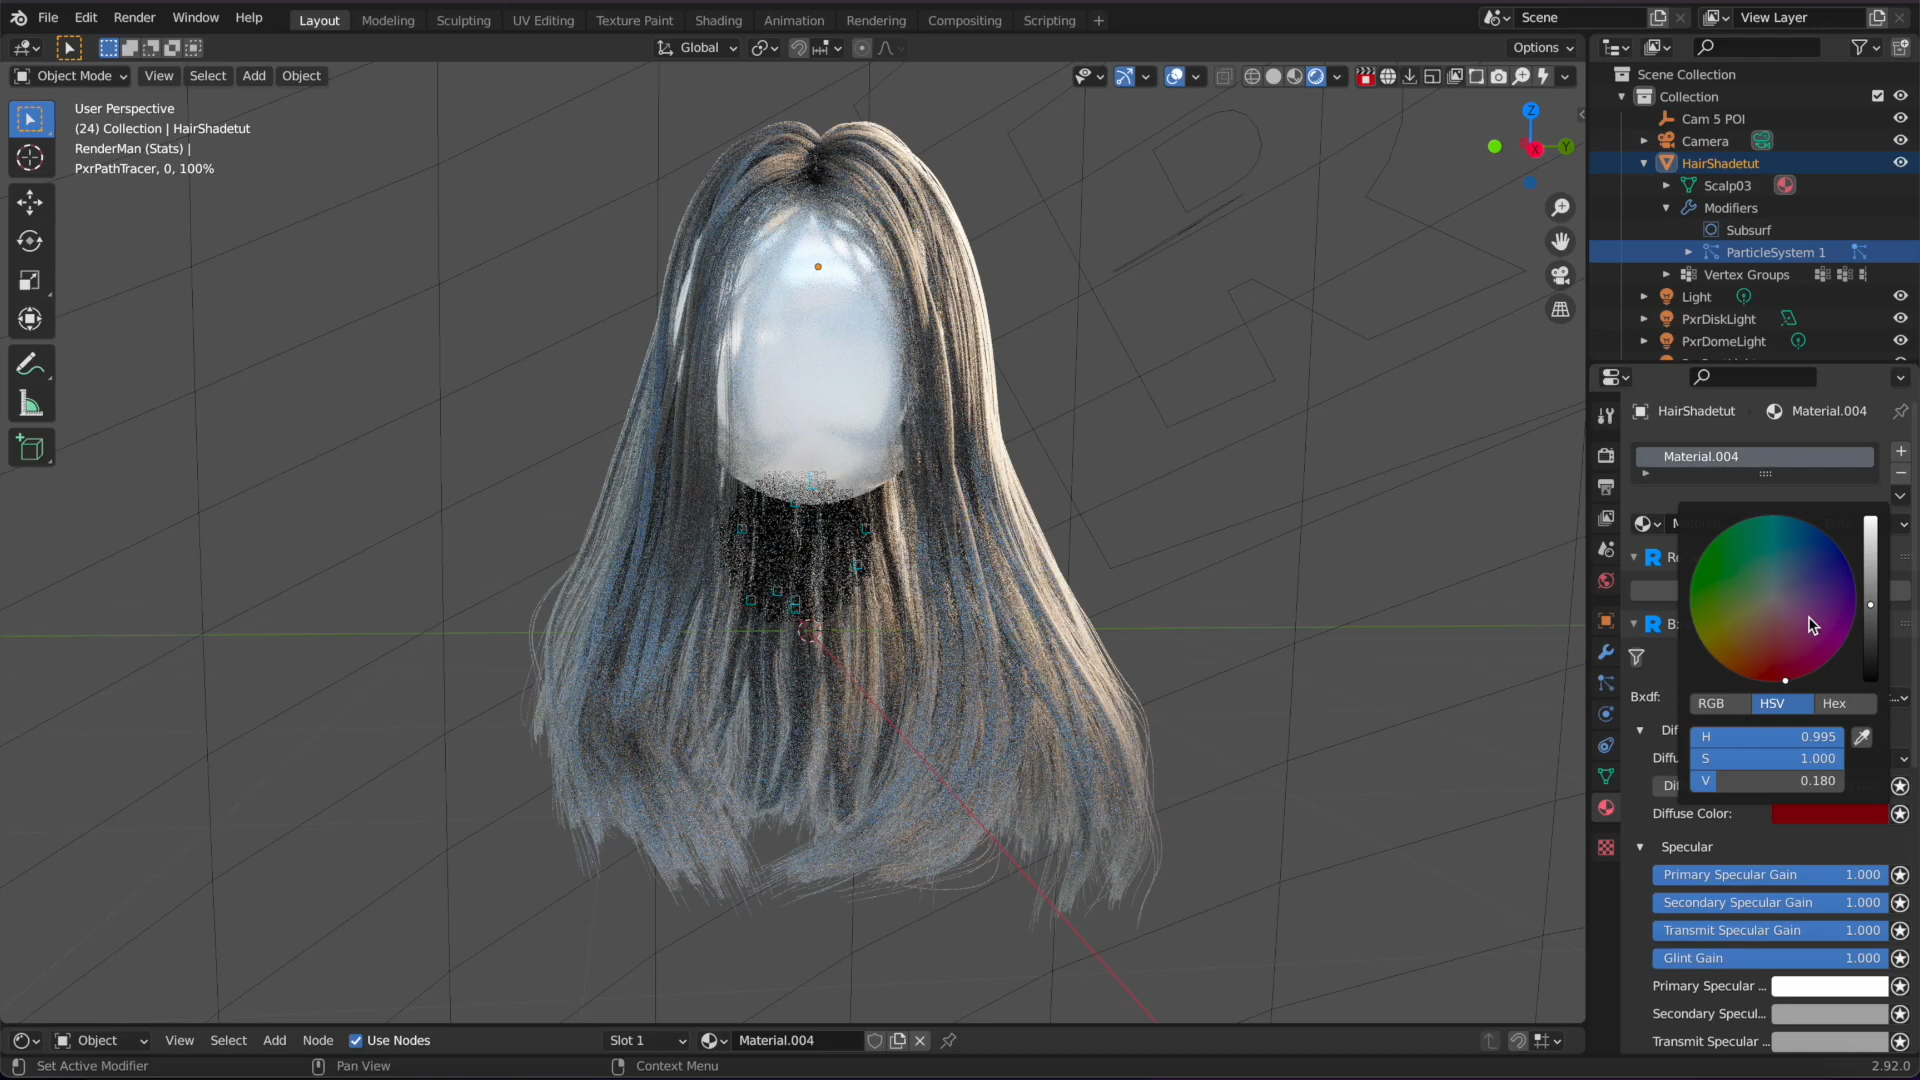 File Edit Render Window Help
Layout Modeling Sculpting UV Editing Texture Paint Shading Animation Rendering Compositing Scripting +
Scene
View Layer
Global
Options
Object Mode View Select Add Object
User Perspective
(24) Collection | HairShadetut
RenderMan (Stats) |
PxrPathTracer, 0, 100%
Z
Y
X
Scene Collection
Collection
Cam 5 POI
Camera
HairShadetut
Scalp03
Modifiers
Subsurf
ParticleSystem 1
Vertex Groups
Light
PxrDiskLight
PxrDomeLight
HairShadetut
Material.004
Material.004
RGB HSV Hex
H 0.995
S 1.000
V 0.180
Bxdf:
Diffuse Color:
Specular
Primary Specular Gain 1.000
Secondary Specular Gain 1.000
Transmit Specular Gain 1.000
Glint Gain 1.000
Primary Specular ...
Secondary Specul...
Transmit Specular ...
Object View Select Add Node Use Nodes
Slot 1
Material.004
Set Active Modifier
Pan View
Context Menu
2.92.0